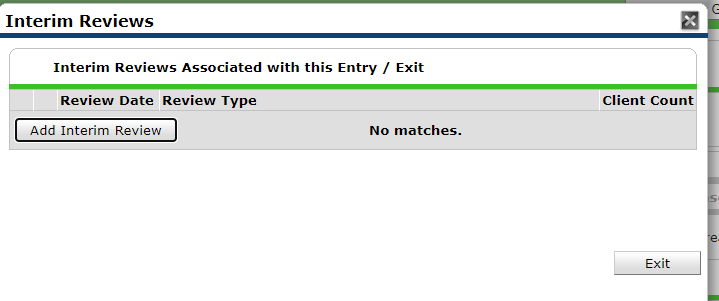 Interim Reviews
Interim Reviews Associated with this Entry / Exit
Review Date Review Type Client Count
Add Interim Review No matches.
Exit